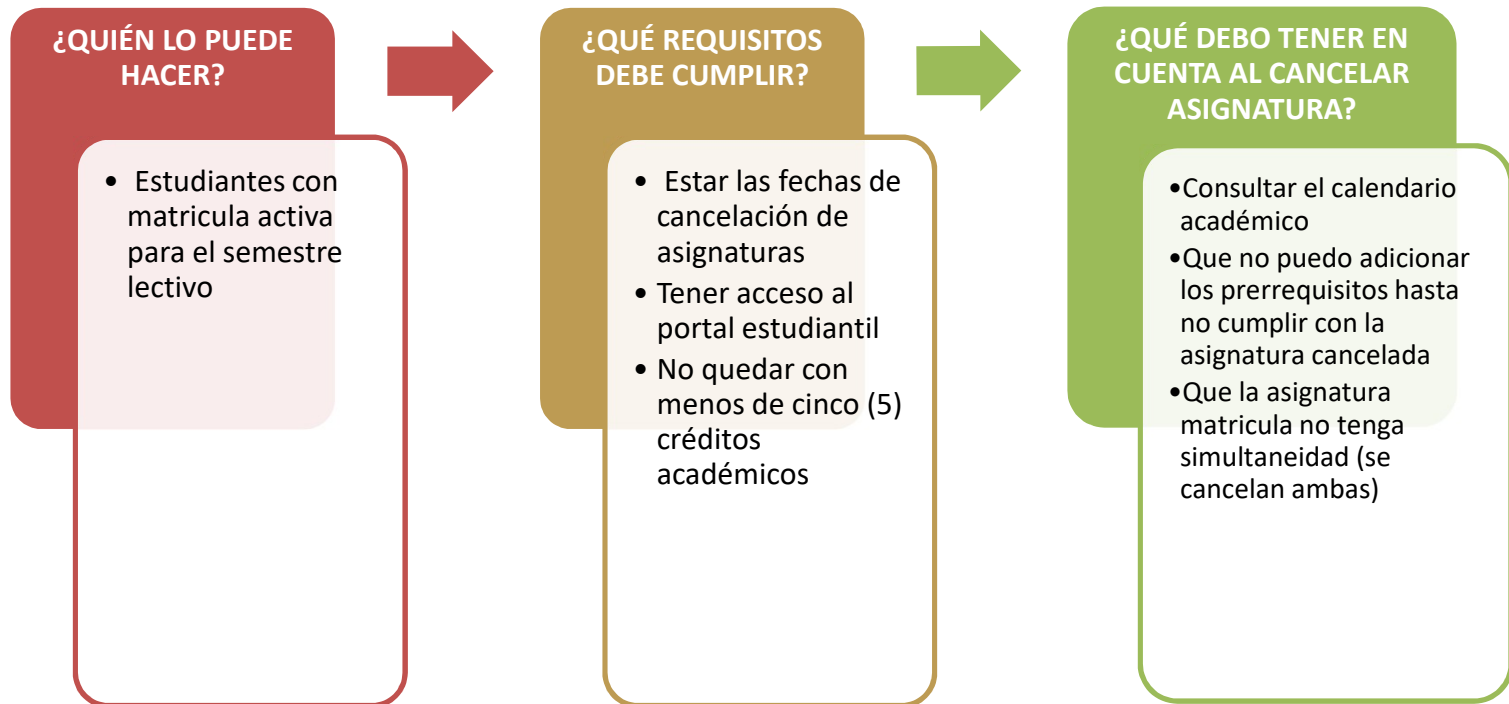 ¿QUIÉN LO PUEDE
HACER?
• Estudiantes con
matricula activa
para el semestre
lectivo
¿QUÉ REQUISITOS
DEBE CUMPLIR?
• Estar las fechas de
cancelación de
asignaturas
• Tener acceso al
portal estudiantil
• No quedar con
menos de cinco (5)
créditos
académicos
¿QUÉ DEBO TENER EN
CUENTA AL CANCELAR
ASIGNATURA?
•Consultar el calendario
académico
•Que no puedo adicionar
los prerrequisitos hasta
no cumplir con la
asignatura cancelada
•Que la asignatura
matricula no tenga
simultaneidad (se
cancelan ambas)